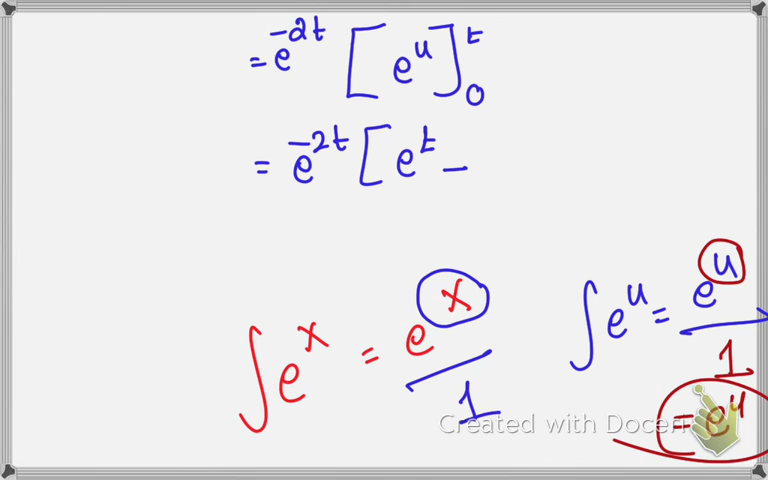 = e^{-2t} [ e^u ]_0^t
= e^{-2t} [ e^t –
∫ e^x = e^x / 1
∫ e^u = e^u / 1
= e^u
Created with Doceri